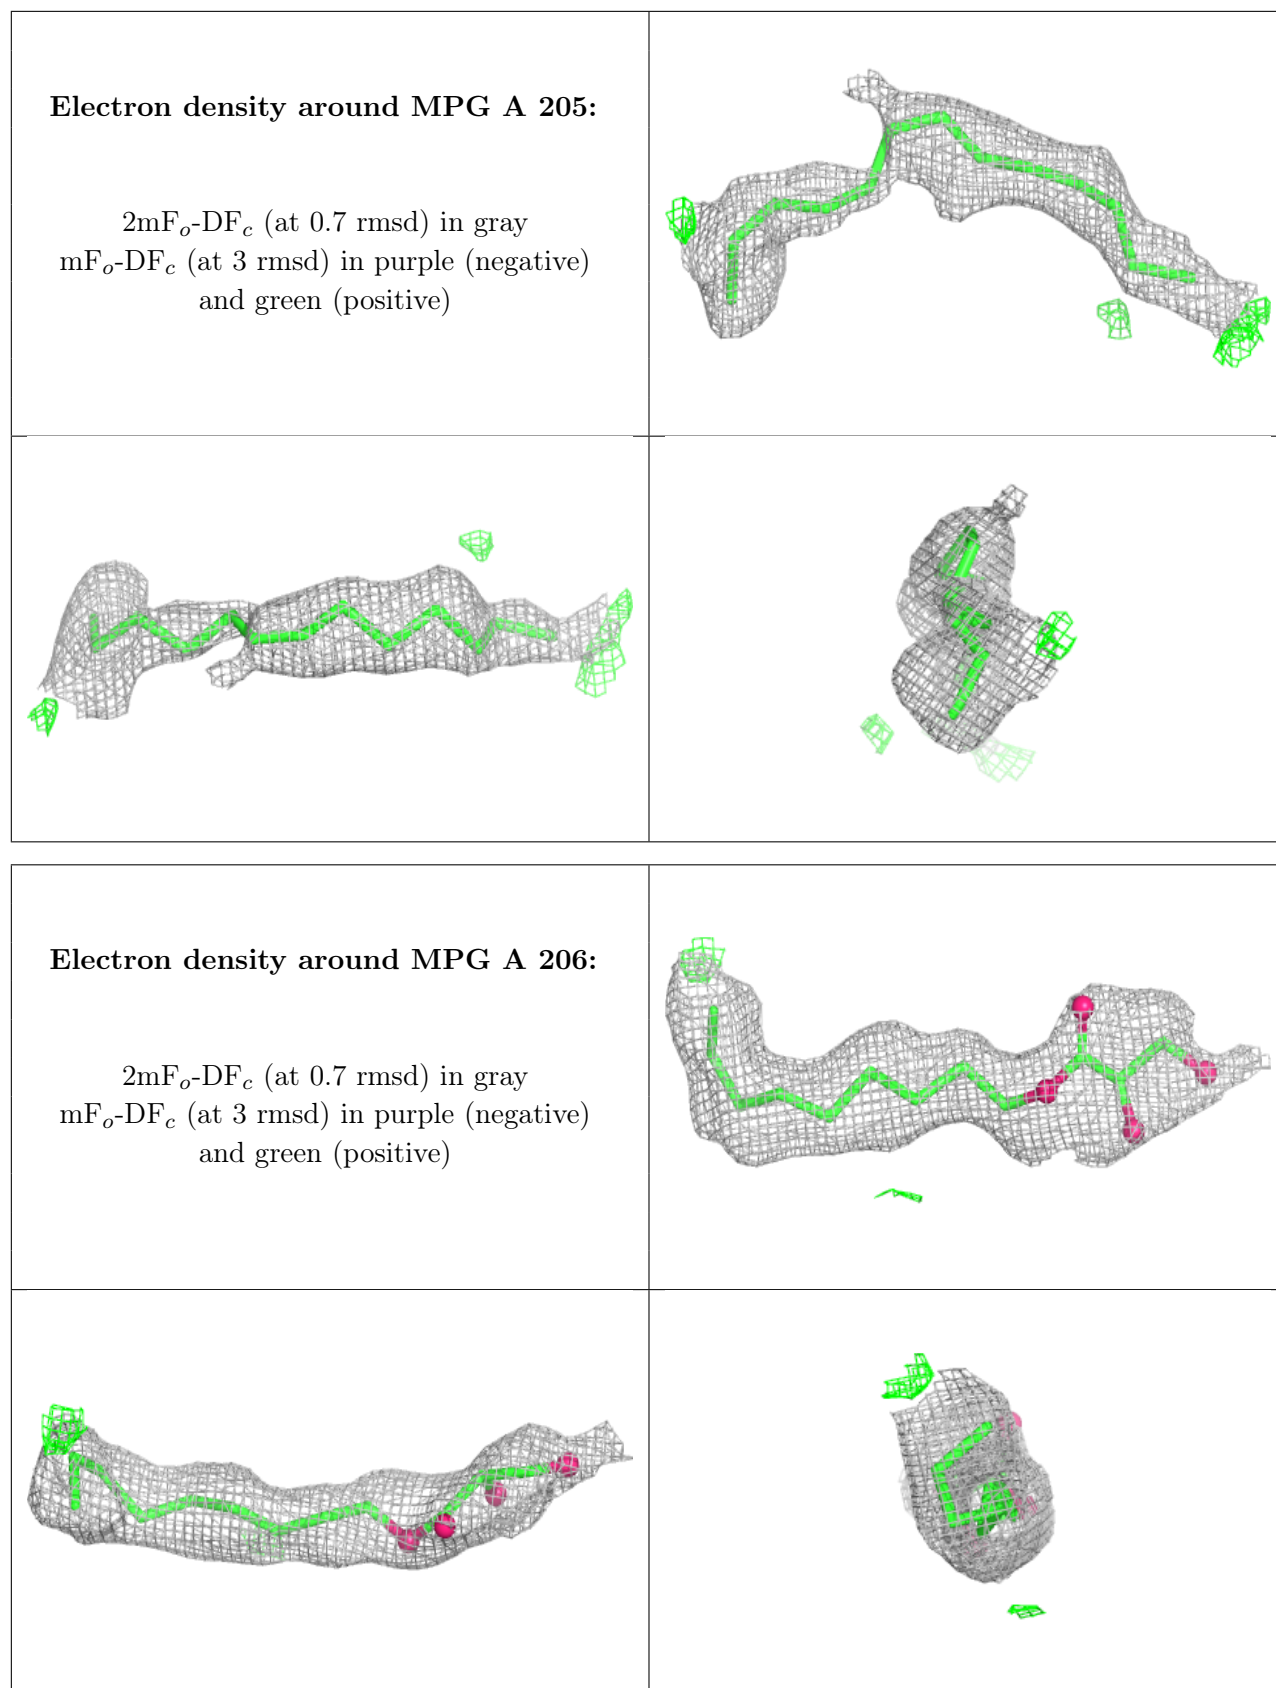 Electron density around MPG A 205:
2mFo-DFc (at 0.7 rmsd) in gray
mFo-DFc (at 3 rmsd) in purple (negative)
and green (positive)
Electron density around MPG A 206:
2mFo-DFc (at 0.7 rmsd) in gray
mFo-DFc (at 3 rmsd) in purple (negative)
and green (positive)